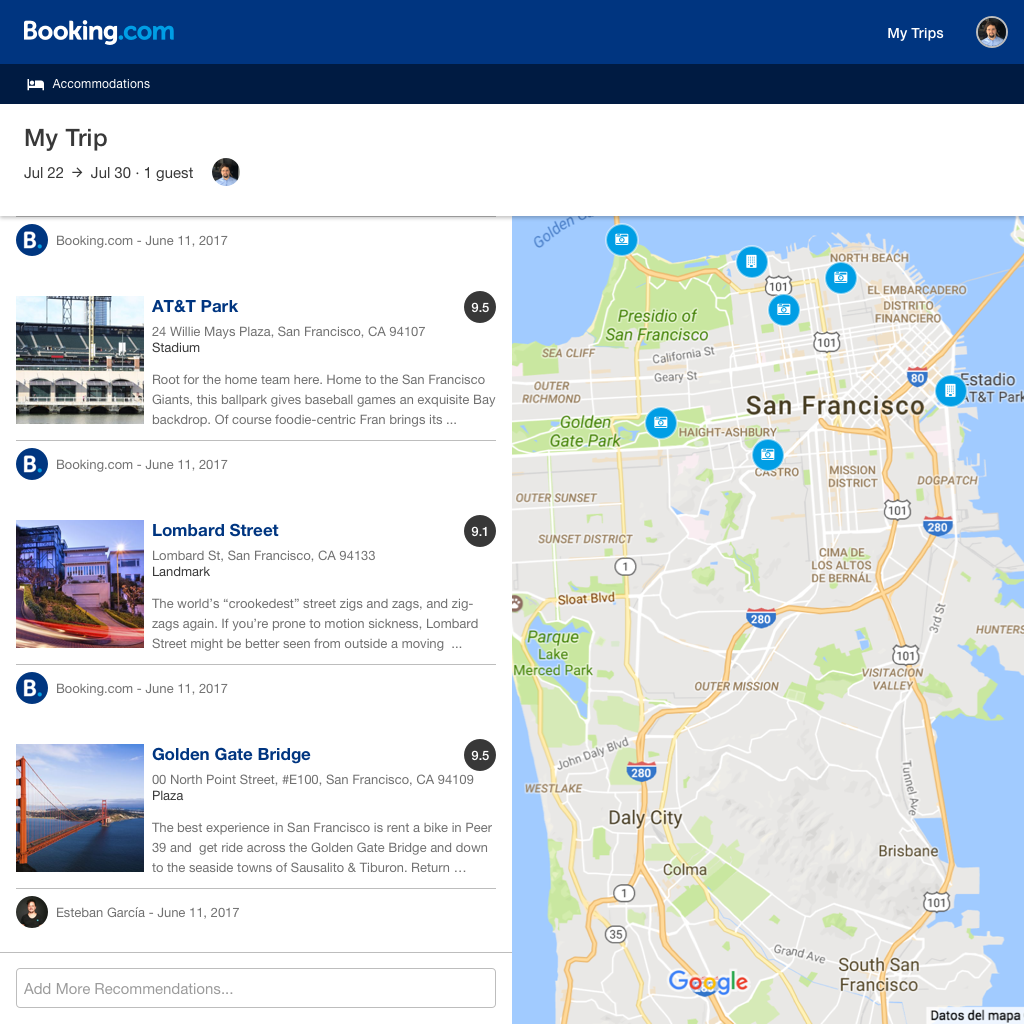 Booking.com
My Trips
Accommodations
My Trip
Jul 22 → Jul 30 · 1 guest
B. Booking.com - June 11, 2017
AT&T Park
9.5
24 Willie Mays Plaza, San Francisco, CA 94107
Stadium
Root for the home team here. Home to the San Francisco
Giants, this ballpark gives baseball games an exquisite Bay
backdrop. Of course foodie-centric Fran brings its ...
B. Booking.com - June 11, 2017
Lombard Street
9.1
Lombard St, San Francisco, CA 94133
Landmark
The world's “crookedest” street zigs and zags, and zig-
zags again. If you're prone to motion sickness, Lombard
Street might be better seen from outside a moving ...
B. Booking.com - June 11, 2017
Golden Gate Bridge
9.5
00 North Point Street, #E100, San Francisco, CA 94109
Plaza
The best experience in San Francisco is rent a bike in Peer
39 and get ride across the Golden Gate Bridge and down
to the seaside towns of Sausalito & Tiburon. Return ...
Esteban García - June 11, 2017
Add More Recommendations...
Golden
NORTH BEACH
101
EL EMBARCADERO
DISTRITO
FINANCIERO
Presidio of
San Francisco
101
SEA CLIFF
California St
Geary St
80
Estadio
AT&T Park
OUTER
RICHMOND
San Francisco
Golden
Gate Park
HAIGHT-ASHBURY
CASTRO
MISSION
DISTRICT
DOGPATCH
OUTER SUNSET
101
280
SUNSET DISTRICT
CIMA DE
LOS ALTOS
DE BERNÁL
1
Sloat Blvd
280
3rd St
HUNTERS
Parque
Lake
Merced Park
101
VISITACION
VALLEY
OUTER MISSION
John Daly Blvd
280
Tunnel Ave
WESTLAKE
Daly City
Brisbane
Colma
1
101
35
Grand Ave
South San
Francisco
Google
Datos del mapa